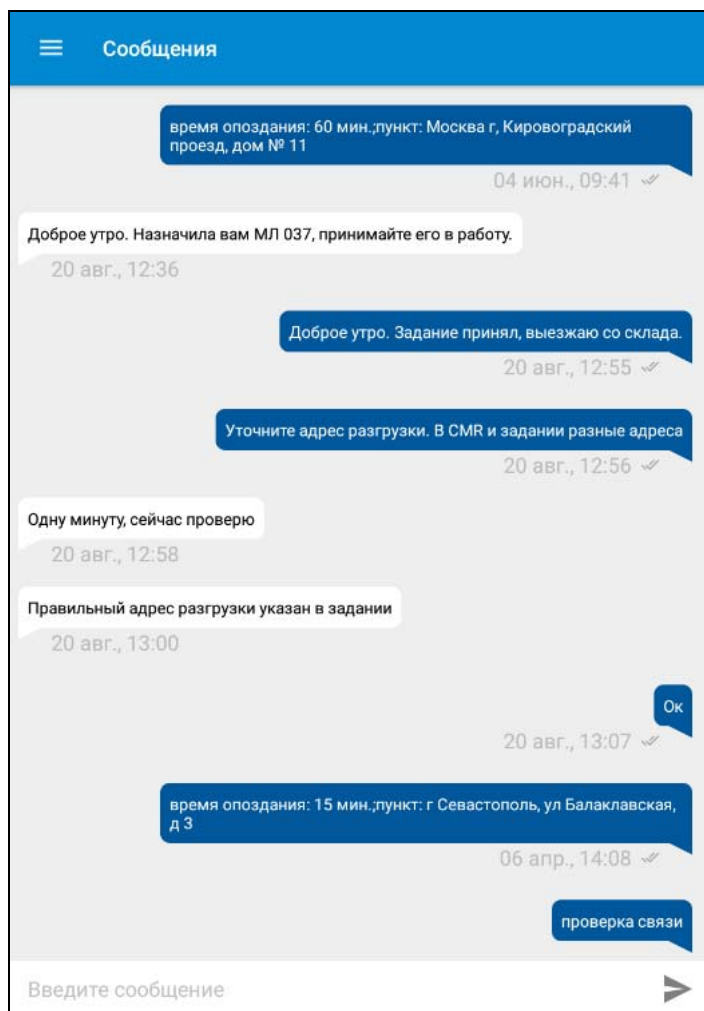 Сообщения
время опоздания: 60 мин.;пункт: Москва г, Кировоградский
проезд, дом № 11
04 июн., 09:41
Доброе утро. Назначила вам МЛ 037, принимайте его в работу.
20 авг., 12:36
Доброе утро. Задание принял, выезжаю со склада.
20 авг., 12:55
Уточните адрес разгрузки. В CMR и задании разные адреса
20 авг., 12:56
Одну минуту, сейчас проверю
20 авг., 12:58
Правильный адрес разгрузки указан в задании
20 авг., 13:00
Ок
20 авг., 13:07
время опоздания: 15 мин.;пункт: г Севастополь, ул Балаклавская,
д 3
06 апр., 14:08
проверка связи
Введите сообщение